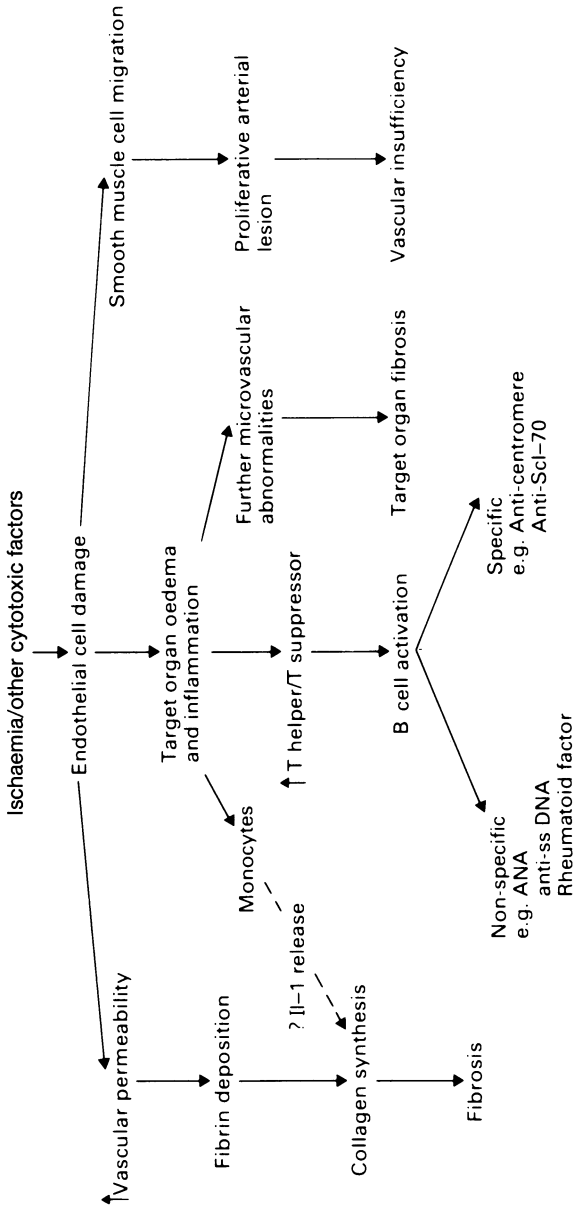 Ischaemia/other cytotoxic factors
Endothelial cell damage
↑Vascular permeability
Fibrin deposition
Collagen synthesis
Fibrosis
Target organ oedema
and inflammation
Monocytes
? Il–1 release
↑ T helper/T suppressor
B cell activation
Non-specific
e.g. ANA
anti-ss DNA
Rheumatoid factor
Specific
e.g. Anti-centromere
Anti-Scl–70
Further microvascular
abnormalities
Target organ fibrosis
Smooth muscle cell migration
Proliferative arterial
lesion
Vascular insufficiency